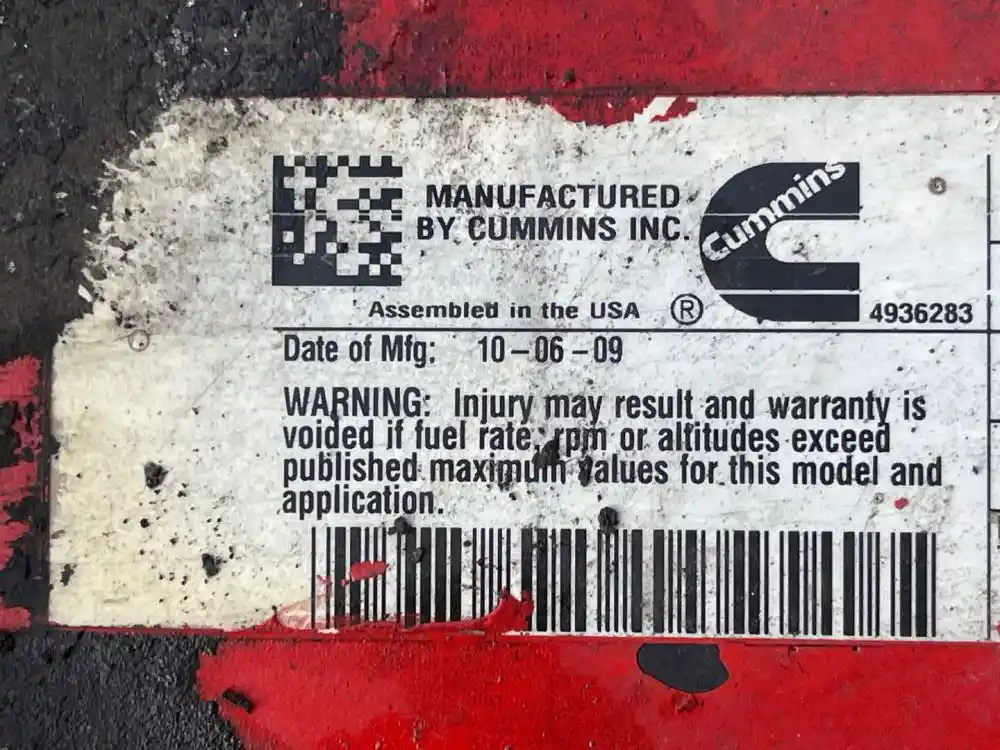 MANUFACTURED
BY CUMMINS INC.
Cummins
Assembled in the USA ®
4936283
Date of Mfg: 10-06-09
WARNING: Injury may result and warranty is
voided if fuel rate, rpm or altitudes exceed
published maximum values for this model and
application.